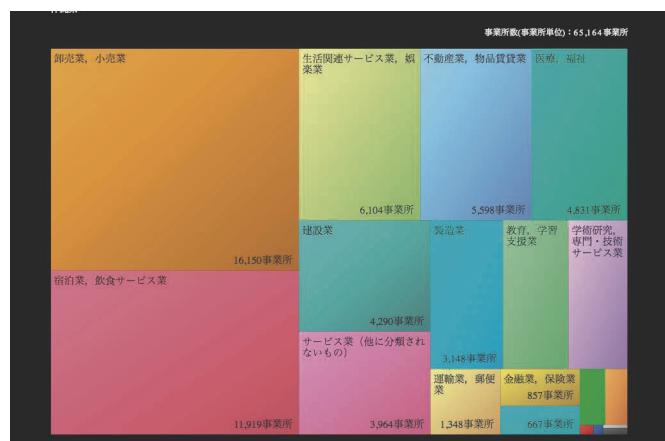 事業所数(事業所単位)：65,164事業所
卸売業，小売業
16,150事業所
生活関連サービス業，娯
楽業
6,104事業所
不動産業，物品賃貸業
5,598事業所
医療，福祉
4,831事業所
宿泊業，飲食サービス業
11,919事業所
建設業
4,290事業所
サービス業（他に分類され
ないもの）
3,964事業所
製造業
3,148事業所
教育，学習
支援業
学術研究，
専門・技術
サービス業
運輸業，郵便
業
1,348事業所
金融業，保険業
857事業所
667事業所